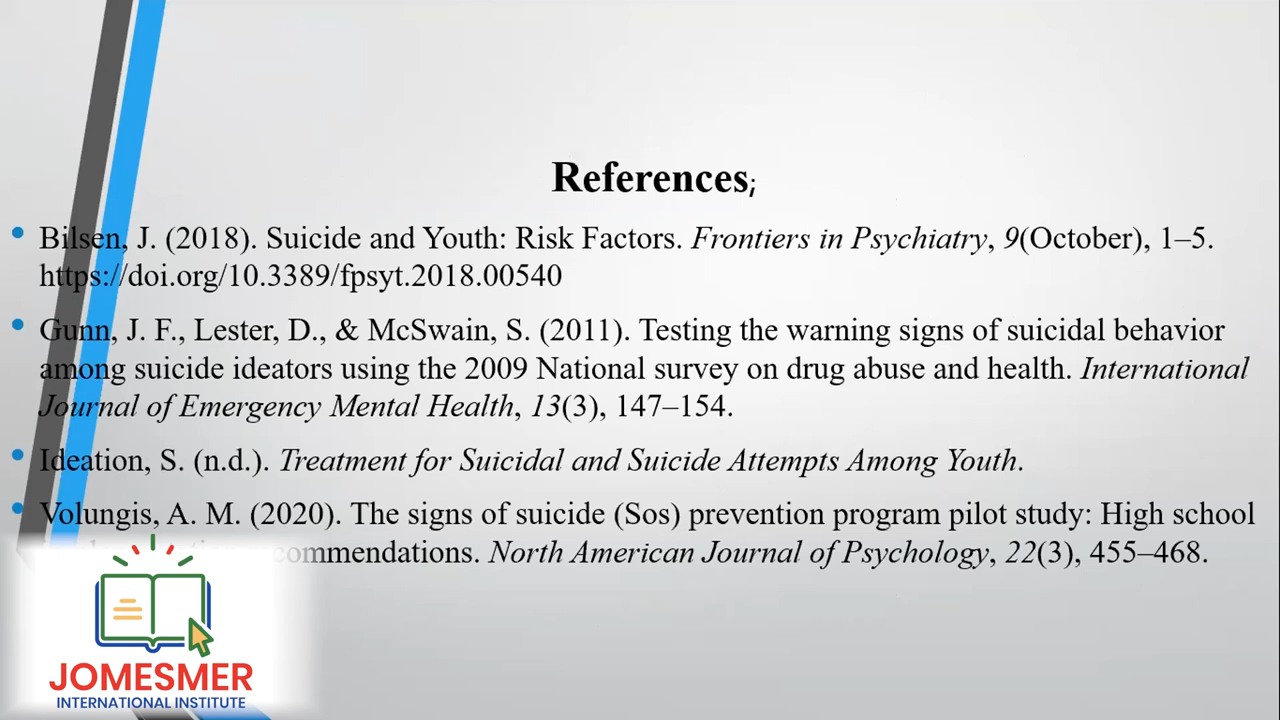 References;
• Bilsen, J. (2018). Suicide and Youth: Risk Factors. Frontiers in Psychiatry, 9(October), 1–5.
https://doi.org/10.3389/fpsyt.2018.00540
• Gunn, J. F., Lester, D., & McSwain, S. (2011). Testing the warning signs of suicidal behavior
among suicide ideators using the 2009 National survey on drug abuse and health. International
Journal of Emergency Mental Health, 13(3), 147–154.
• Ideation, S. (n.d.). Treatment for Suicidal and Suicide Attempts Among Youth.
• Volungis, A. M. (2020). The signs of suicide (Sos) prevention program pilot study: High school
North American Journal of Psychology, 22(3), 455–468.
JOMESMER
INTERNATIONAL INSTITUTE